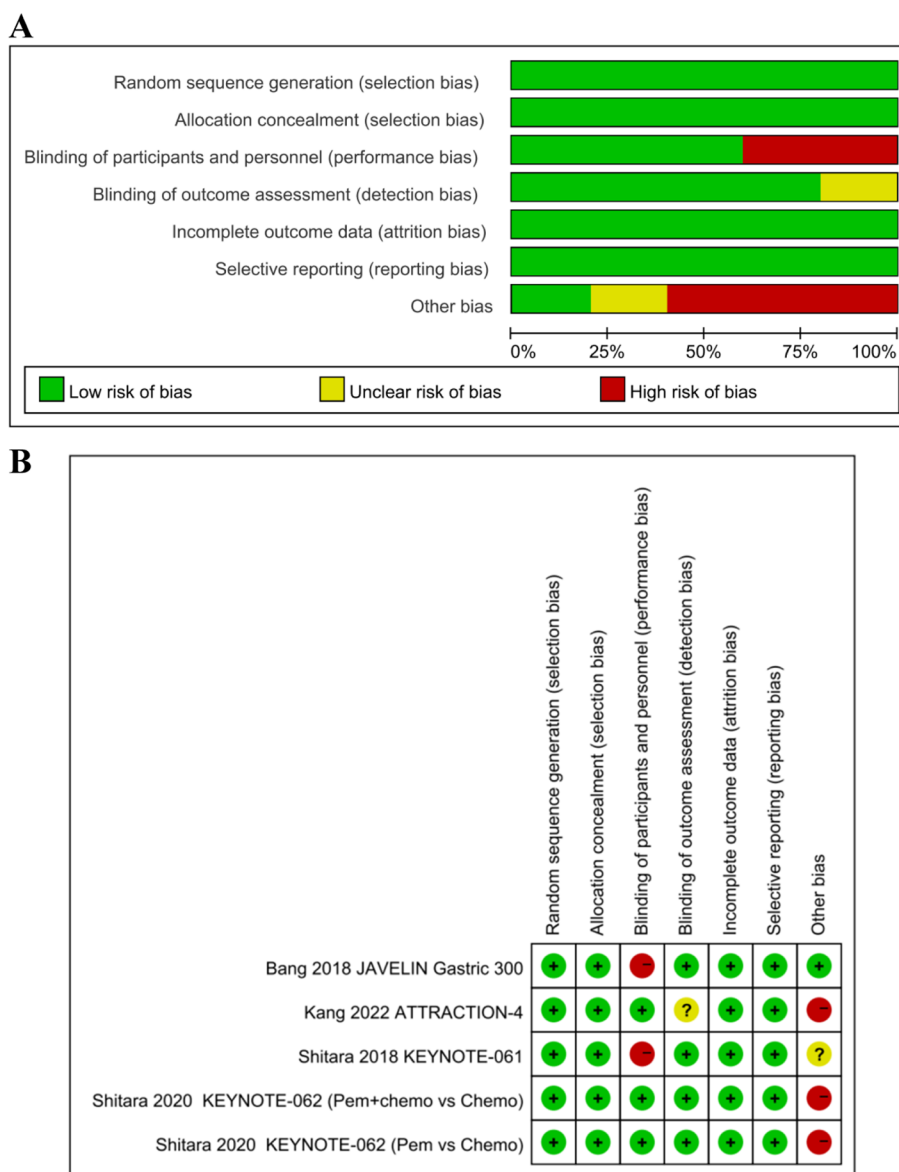 A
Random sequence generation (selection bias)
Allocation concealment (selection bias)
Blinding of participants and personnel (performance bias)
Blinding of outcome assessment (detection bias)
Incomplete outcome data (attrition bias)
Selective reporting (reporting bias)
Other bias
0% 25% 50% 75% 100%
Low risk of bias Unclear risk of bias High risk of bias
B
Random sequence generation (selection bias)
Allocation concealment (selection bias)
Blinding of participants and personnel (performance bias)
Blinding of outcome assessment (detection bias)
Incomplete outcome data (attrition bias)
Selective reporting (reporting bias)
Other bias
Bang 2018 JAVELIN Gastric 300 + + – + + + +
Kang 2022 ATTRACTION-4 + + + ? + + –
Shitara 2018 KEYNOTE-061 + + – + + + ?
Shitara 2020 KEYNOTE-062 (Pem+chemo vs Chemo) + + + + + + –
Shitara 2020 KEYNOTE-062 (Pem vs Chemo) + + + + + + –